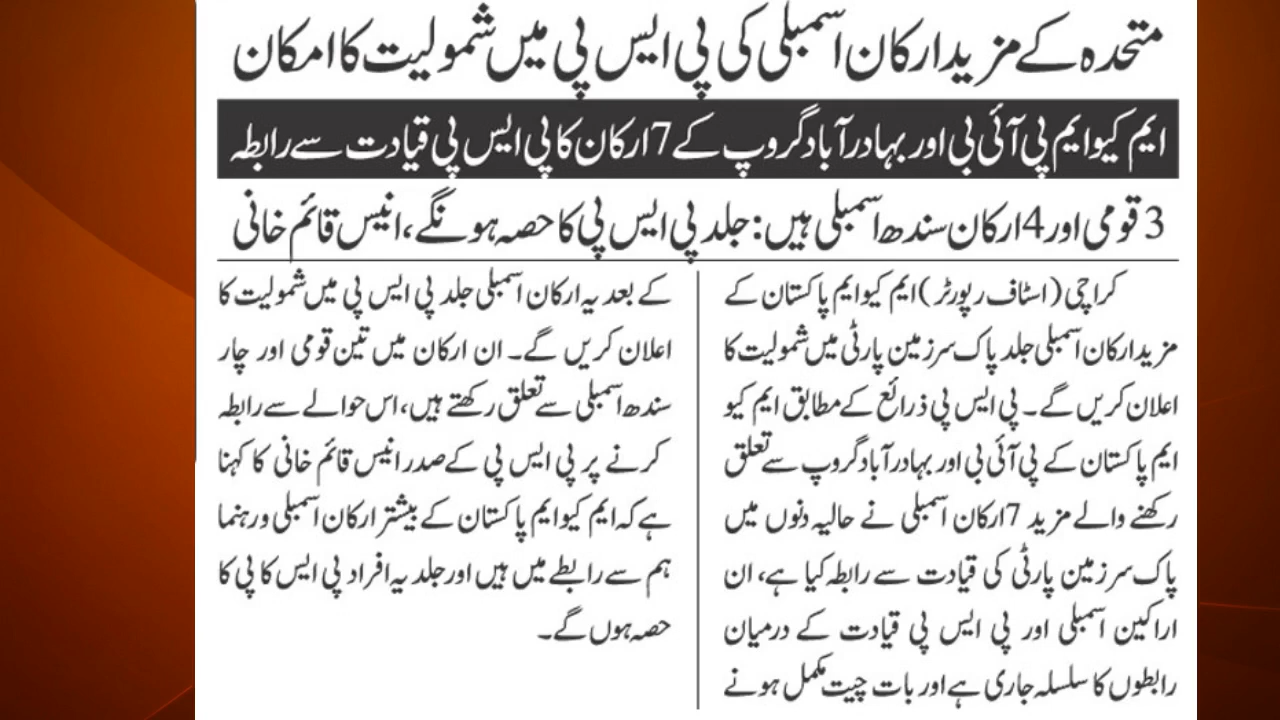 متحدہ کے مزید ارکان اسمبلی کی پی ایس پی میں شمولیت کا امکان
ایم کیو ایم پی آئی بی اور بہادر آباد گروپ کے 7 ارکان کا پی ایس پی قیادت سے رابطہ
3 قومی اور 4 ارکان سندھ اسمبلی ہیں: جلد پی ایس پی کا حصہ ہونگے، انیس قائم خانی
کراچی (اسٹاف رپورٹر) ایم کیو ایم پاکستان کے
مزید ارکان اسمبلی جلد پاک سرزمین پارٹی میں شمولیت کا
اعلان کریں گے۔ پی ایس پی ذرائع کے مطابق ایم کیو
ایم پاکستان کے پی آئی بی اور بہادر آباد گروپ سے تعلق
رکھنے والے مزید 7 ارکان اسمبلی نے حالیہ دنوں میں
پاک سرزمین پارٹی کی قیادت سے رابطہ کیا ہے، ان
اراکین اسمبلی اور پی ایس پی قیادت کے درمیان
رابطوں کا سلسلہ جاری ہے اور بات چیت مکمل ہونے
کے بعد یہ ارکان اسمبلی جلد پی ایس پی میں شمولیت کا
اعلان کریں گے۔ ان ارکان میں تین قومی اور چار
سندھ اسمبلی سے تعلق رکھتے ہیں، اس حوالے سے رابطہ
کرنے پر پی ایس پی کے صدر انیس قائم خانی کا کہنا
ہے کہ ایم کیو ایم پاکستان کے بیشتر ارکان اسمبلی و رہنما
ہم سے رابطے میں ہیں اور جلد یہ افراد پی ایس کا پی کا
حصہ ہوں گے۔